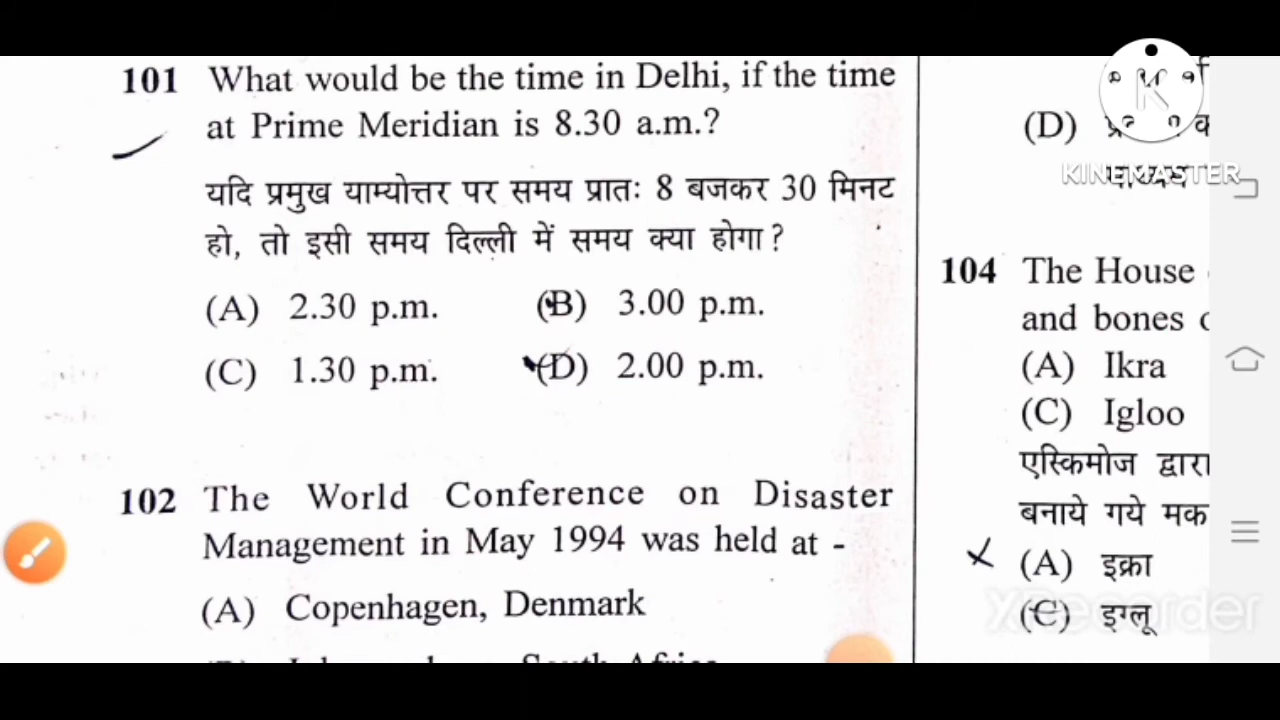 101 What would be the time in Delhi, if the time
at Prime Meridian is 8.30 a.m.?
यदि प्रमुख याम्योत्तर पर समय प्रातः 8 बजकर 30 मिनट
हो, तो इसी समय दिल्ली में समय क्या होगा?
(A) 2.30 p.m. (B) 3.00 p.m.
(C) 1.30 p.m. (D) 2.00 p.m.
102 The World Conference on Disaster
Management in May 1994 was held at -
(A) Copenhagen, Denmark
South Africa
(D)
KINEMASTER
104 The House
and bones
(A) Ikra
(C) Igloo
एस्किमोज द्वारा
बनाये गये
(A) इक्रा
(C) इग्लू
XRecorder